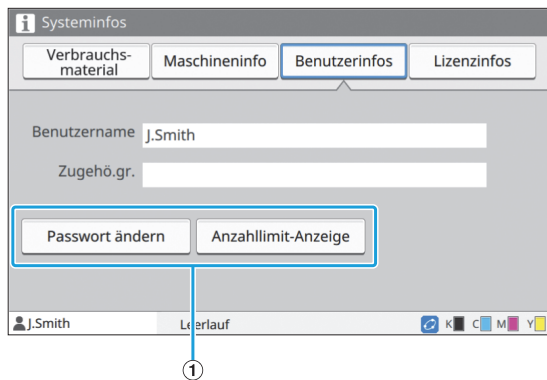 i Systeminfos
Verbrauchs-
material
Maschineninfo
Benutzerinfos
Lizenzinfos
Benutzername J.Smith
Zugehö.gr.
Passwort ändern
Anzahllimit-Anzeige
J.Smith
Leerlauf
K C M Y
①